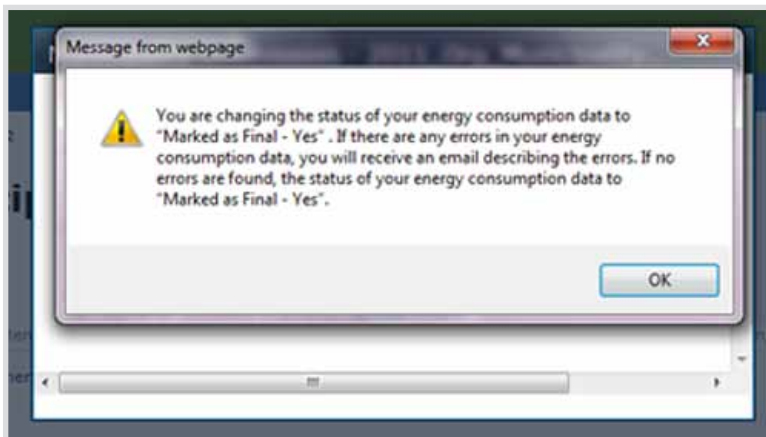 Message from webpage
You are changing the status of your energy consumption data to
"Marked as Final - Yes" . If there are any errors in your energy
consumption data, you will receive an email describing the errors. If no
errors are found, the status of your energy consumption data to
"Marked as Final - Yes".
OK